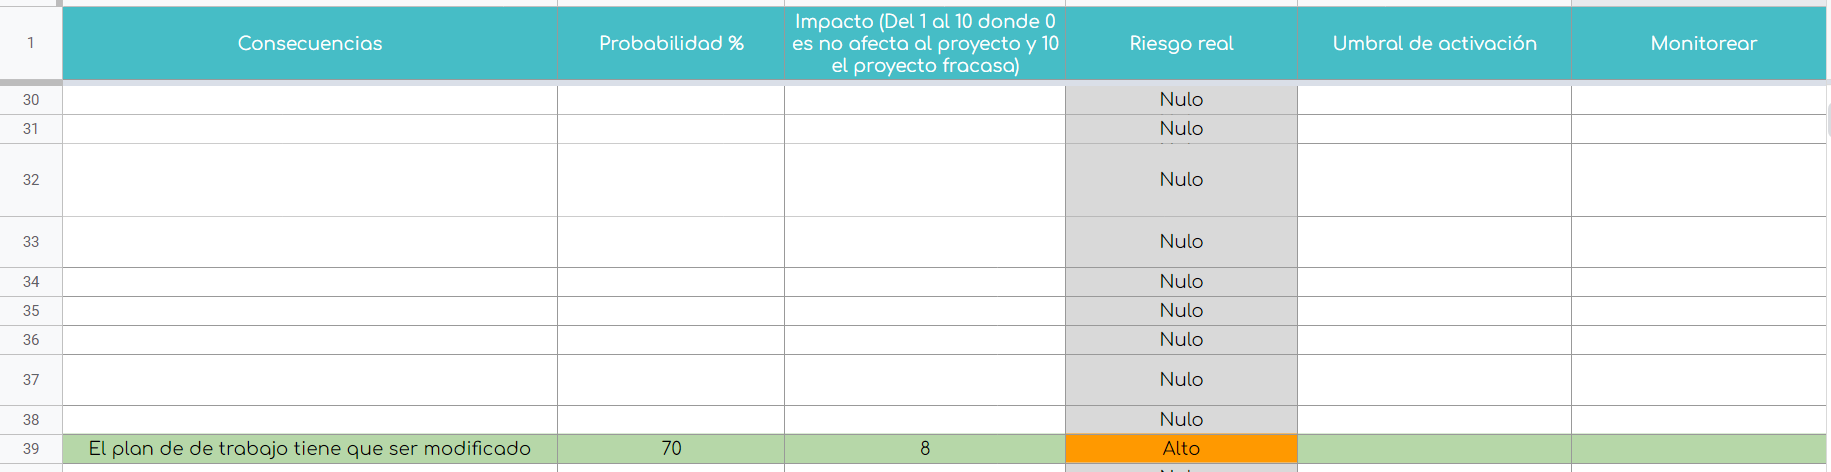 1 Consecuencias Probabilidad % Impacto (Del 1 al 10 donde 0 es no afecta al proyecto y 10 el proyecto fracasa) Riesgo real Umbral de activación Monitorear
30 Nulo
31 Nulo
32 Nulo
33 Nulo
34 Nulo
35 Nulo
36 Nulo
37 Nulo
38 Nulo
39 El plan de de trabajo tiene que ser modificado 70 8 Alto